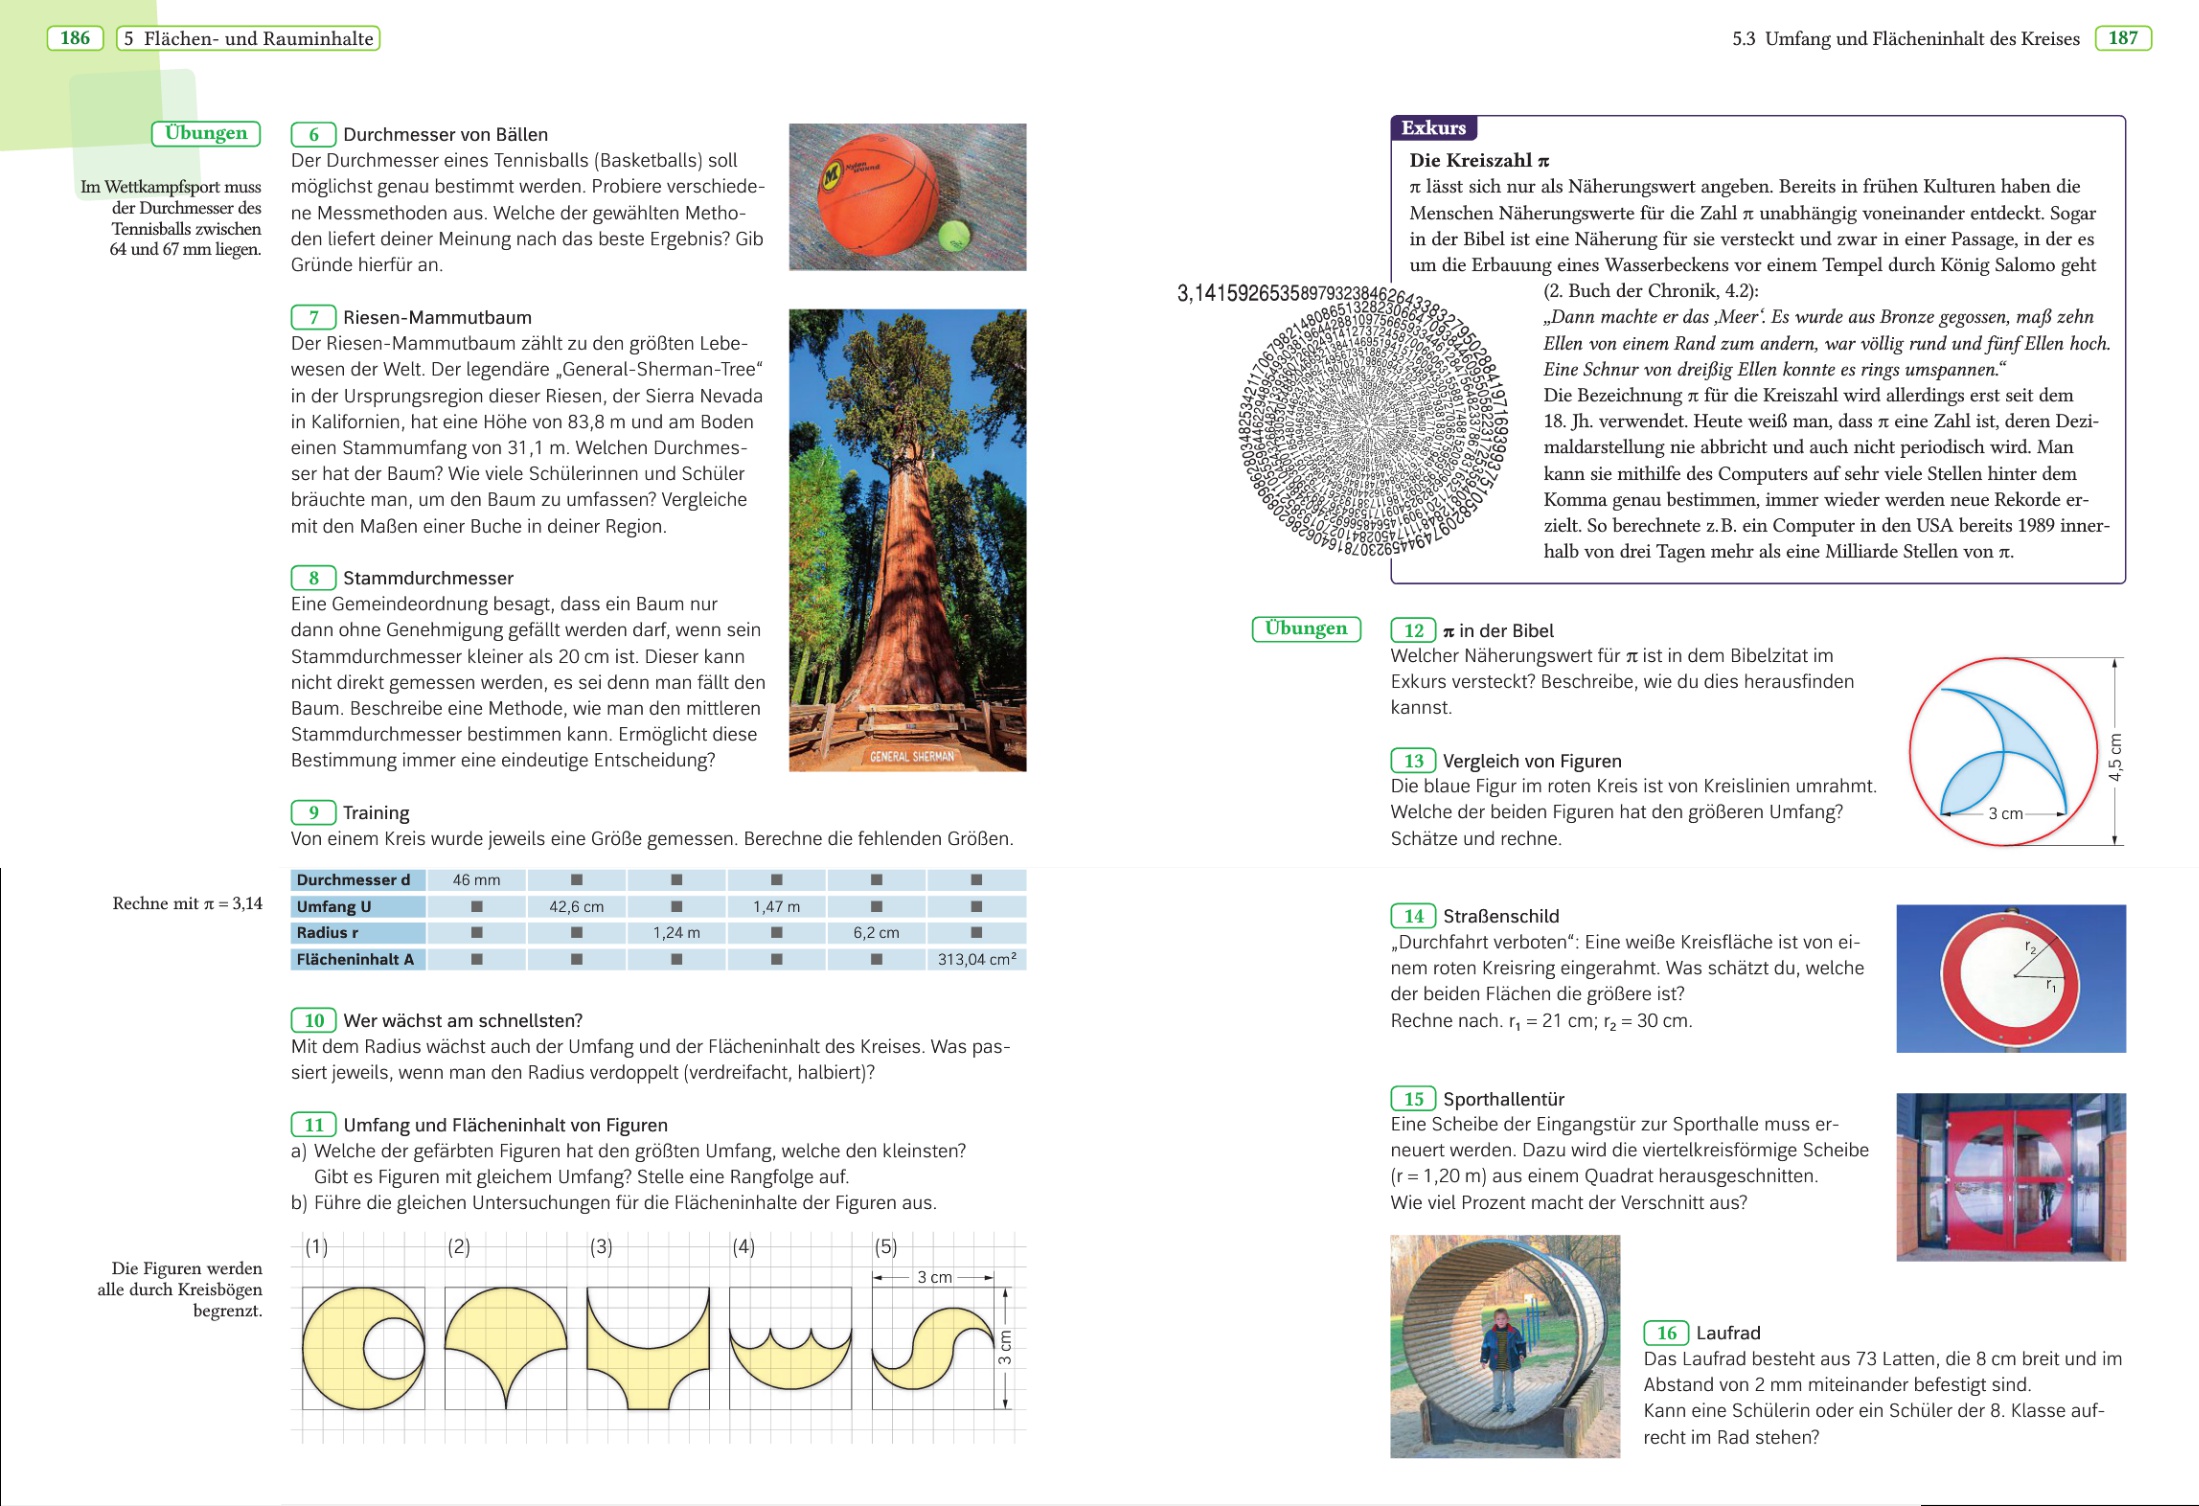 186
5 Flächen- und Rauminhalte
Übungen
Im Wettkampfsport muss
der Durchmesser des
Tennisballs zwischen
64 und 67 mm liegen.
6 Durchmesser von Bällen
Der Durchmesser eines Tennisballs (Basketballs) soll
möglichst genau bestimmt werden. Probiere verschiede-
ne Messmethoden aus. Welche der gewählten Metho-
den liefert deiner Meinung nach das beste Ergebnis? Gib
Gründe hierfür an.
7 Riesen-Mammutbaum
Der Riesen-Mammutbaum zählt zu den größten Lebe-
wesen der Welt. Der legendäre „General-Sherman-Tree“
in der Ursprungsregion dieser Riesen, der Sierra Nevada
in Kalifornien, hat eine Höhe von 83,8 m und am Boden
einen Stammumfang von 31,1 m. Welchen Durchmes-
ser hat der Baum? Wie viele Schülerinnen und Schüler
bräuchte man, um den Baum zu umfassen? Vergleiche
mit den Maßen einer Buche in deiner Region.
8 Stammdurchmesser
Eine Gemeindeordnung besagt, dass ein Baum nur
dann ohne Genehmigung gefällt werden darf, wenn sein
Stammdurchmesser kleiner als 20 cm ist. Dieser kann
nicht direkt gemessen werden, es sei denn man fällt den
Baum. Beschreibe eine Methode, wie man den mittleren
Stammdurchmesser bestimmen kann. Ermöglicht diese
Bestimmung immer eine eindeutige Entscheidung?
GENERAL SHERMAN
9 Training
Von einem Kreis wurde jeweils eine Größe gemessen. Berechne die fehlenden Größen.
Rechne mit π = 3,14
Durchmesser d 46 mm ■ ■ ■ ■ ■
Umfang U ■ 42,6 cm ■ 1,47 m ■ ■
Radius r ■ ■ 1,24 m ■ 6,2 cm ■
Flächeninhalt A ■ ■ ■ ■ ■ 313,04 cm²
10 Wer wächst am schnellsten?
Mit dem Radius wächst auch der Umfang und der Flächeninhalt des Kreises. Was pas-
siert jeweils, wenn man den Radius verdoppelt (verdreifacht, halbiert)?
11 Umfang und Flächeninhalt von Figuren
a) Welche der gefärbten Figuren hat den größten Umfang, welche den kleinsten?
Gibt es Figuren mit gleichem Umfang? Stelle eine Rangfolge auf.
b) Führe die gleichen Untersuchungen für die Flächeninhalte der Figuren aus.
Die Figuren werden
alle durch Kreisbögen
begrenzt.
(1) (2) (3) (4) (5)
3 cm
3 cm
5.3 Umfang und Flächeninhalt des Kreises
187
Exkurs
Die Kreiszahl π
π lässt sich nur als Näherungswert angeben. Bereits in frühen Kulturen haben die
Menschen Näherungswerte für die Zahl π unabhängig voneinander entdeckt. Sogar
in der Bibel ist eine Näherung für sie versteckt und zwar in einer Passage, in der es
um die Erbauung eines Wasserbeckens vor einem Tempel durch König Salomo geht
(2. Buch der Chronik, 4.2):
„Dann machte er das ‚Meer‘. Es wurde aus Bronze gegossen, maß zehn
Ellen von einem Rand zum andern, war völlig rund und fünf Ellen hoch.
Eine Schnur von dreißig Ellen konnte es rings umspannen.“
Die Bezeichnung π für die Kreiszahl wird allerdings erst seit dem
18. Jh. verwendet. Heute weiß man, dass π eine Zahl ist, deren Dezi-
maldarstellung nie abbricht und auch nicht periodisch wird. Man
kann sie mithilfe des Computers auf sehr viele Stellen hinter dem
Komma genau bestimmen, immer wieder werden neue Rekorde er-
zielt. So berechnete z. B. ein Computer in den USA bereits 1989 inner-
halb von drei Tagen mehr als eine Milliarde Stellen von π.
3,14159265358979323846264338327950288419716939937510582097494459230781640628620899862803482534211706798214808651328230664709384460955058223172
Übungen
12 π in der Bibel
Welcher Näherungswert für π ist in dem Bibelzitat im
Exkurs versteckt? Beschreibe, wie du dies herausfinden
kannst.
13 Vergleich von Figuren
Die blaue Figur im roten Kreis ist von Kreislinien umrahmt.
Welche der beiden Figuren hat den größeren Umfang?
Schätze und rechne.
4,5 cm
3 cm
14 Straßenschild
„Durchfahrt verboten“: Eine weiße Kreisfläche ist von ei-
nem roten Kreisring eingerahmt. Was schätzt du, welche
der beiden Flächen die größere ist?
Rechne nach. r₁ = 21 cm; r₂ = 30 cm.
r₂
r₁
15 Sporthallentür
Eine Scheibe der Eingangstür zur Sporthalle muss er-
neuert werden. Dazu wird die viertelkreisförmige Scheibe
(r = 1,20 m) aus einem Quadrat herausgeschnitten.
Wie viel Prozent macht der Verschnitt aus?
16 Laufrad
Das Laufrad besteht aus 73 Latten, die 8 cm breit und im
Abstand von 2 mm miteinander befestigt sind.
Kann eine Schülerin oder ein Schüler der 8. Klasse auf-
recht im Rad stehen?